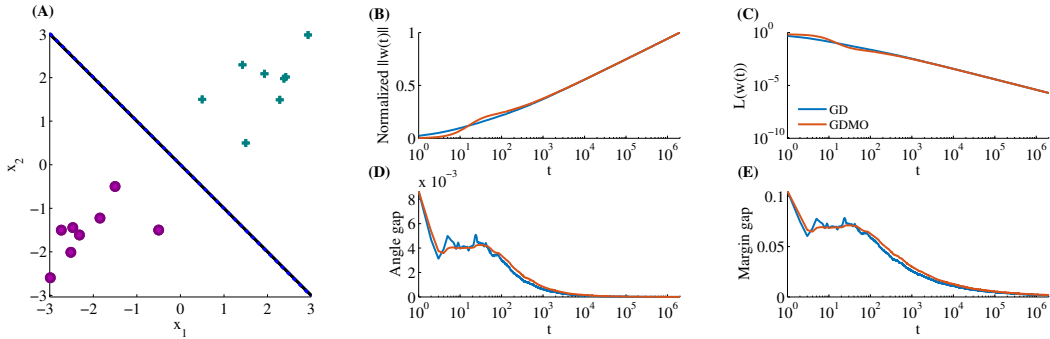 (A)
3
2
1
0
−1
−2
−3
−3 −2 −1 0 1 2 3
x_1
x_2
(B)
Normalized ||w(t)||
1
0.5
0
10^0 10^1 10^2 10^3 10^4 10^5 10^6
t
(C)
L(w(t))
10^0
10^−5
10^−10
GD
GDMO
10^0 10^1 10^2 10^3 10^4 10^5 10^6
t
(D)
x 10^−3
Angle gap
8
6
4
2
0
10^0 10^1 10^2 10^3 10^4 10^5 10^6
t
(E)
Margin gap
0.1
0.05
0
10^0 10^1 10^2 10^3 10^4 10^5 10^6
t